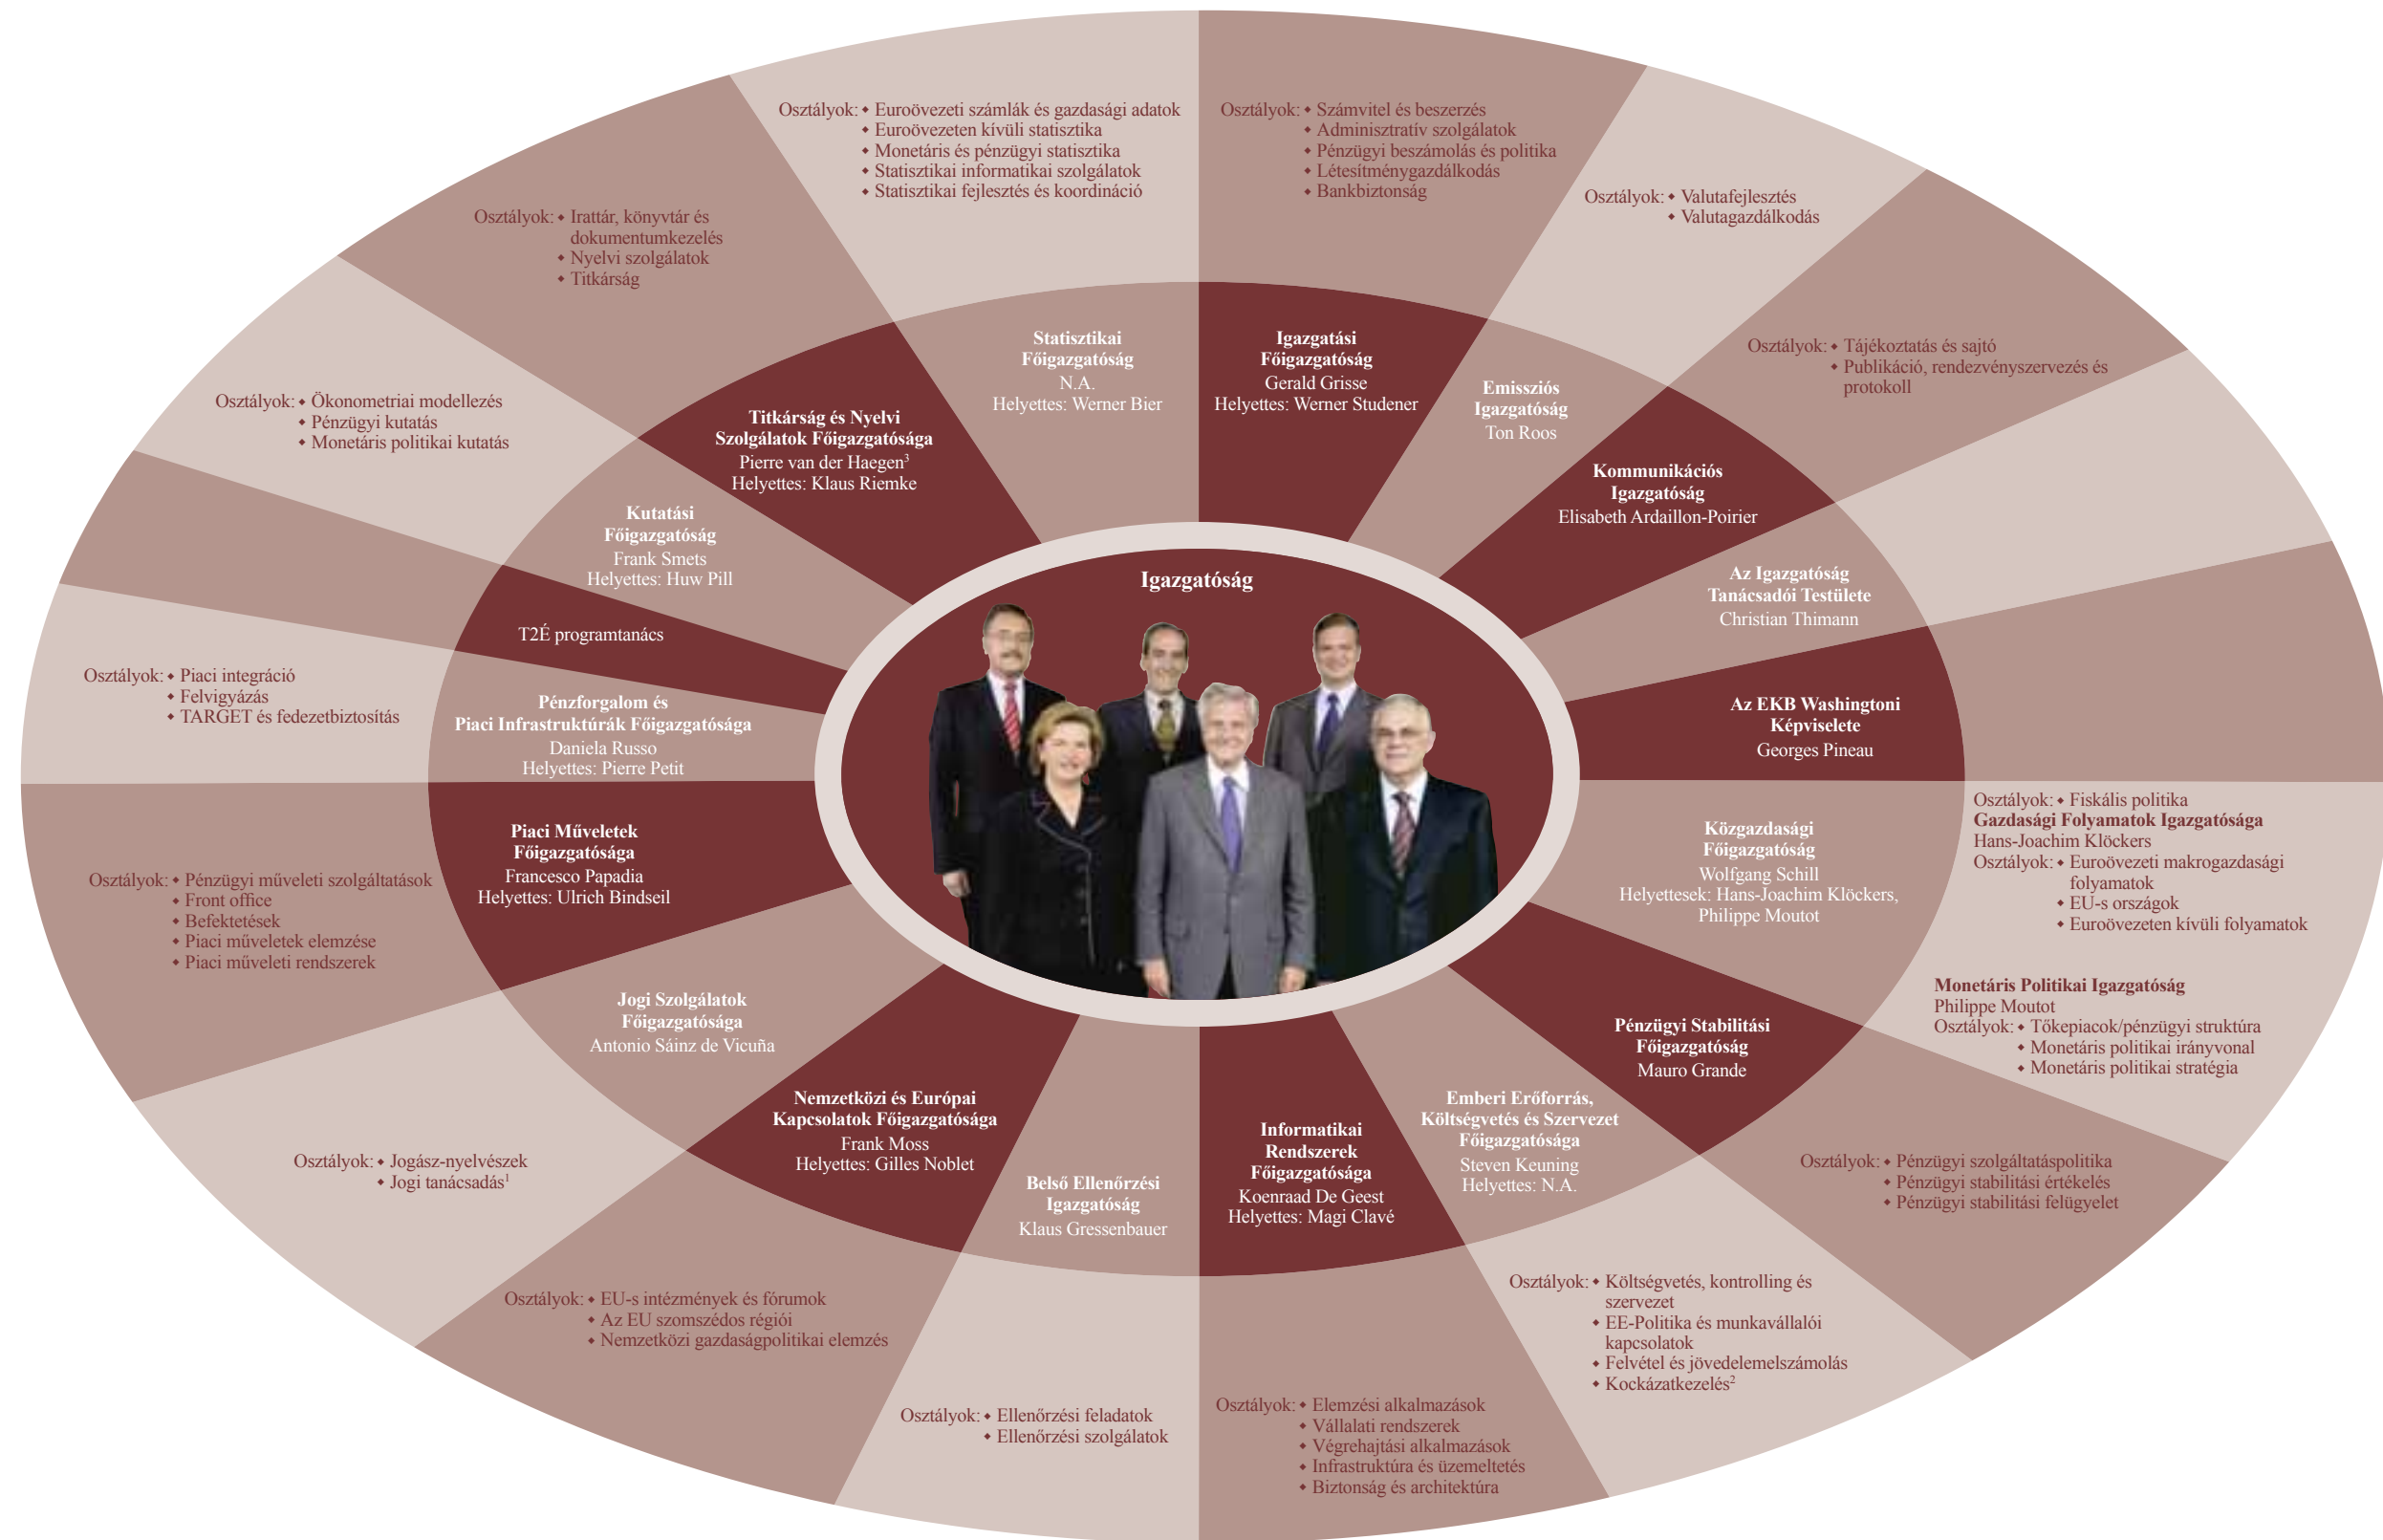 Igazgatóság
Igazgatási
Főigazgatóság
Gerald Grisse
Helyettes: Werner Studener
Osztályok: ◆ Számvitel és beszerzés
◆ Adminisztratív szolgálatok
◆ Pénzügyi beszámolás és politika
◆ Létesítménygazdálkodás
◆ Bankbiztonság
Emissziós
Igazgatóság
Ton Roos
Osztályok: ◆ Valutafejlesztés
◆ Valutagazdálkodás
Kommunikációs
Igazgatóság
Elisabeth Ardaillon-Poirier
Osztályok: ◆ Tájékoztatás és sajtó
◆ Publikáció, rendezvényszervezés és
protokoll
Az Igazgatóság
Tanácsadói Testülete
Christian Thimann
Az EKB Washingtoni
Képviselete
Georges Pineau
Közgazdasági
Főigazgatóság
Wolfgang Schill
Helyettesek: Hans-Joachim Klöckers,
Philippe Moutot
Osztályok: ◆ Fiskális politika
Gazdasági Folyamatok Igazgatósága
Hans-Joachim Klöckers
Osztályok: ◆ Euroövezeti makrogazdasági
folyamatok
◆ EU-s országok
◆ Euroövezeten kívüli folyamatok
Monetáris Politikai Igazgatóság
Philippe Moutot
Osztályok: ◆ Tőkepiacok/pénzügyi struktúra
◆ Monetáris politikai irányvonal
◆ Monetáris politikai stratégia
Pénzügyi Stabilitási
Főigazgatóság
Mauro Grande
Osztályok: ◆ Pénzügyi szolgáltatáspolitika
◆ Pénzügyi stabilitási értékelés
◆ Pénzügyi stabilitási felügyelet
Emberi Erőforrás,
Költségvetés és Szervezet
Főigazgatósága
Steven Keuning
Helyettes: N.A.
Osztályok: ◆ Költségvetés, kontrolling és
szervezet
◆ EE-Politika és munkavállalói
kapcsolatok
◆ Felvétel és jövedelemelszámolás
◆ Kockázatkezelés²
Informatikai
Rendszerek
Főigazgatósága
Koenraad De Geest
Helyettes: Magi Clavé
Osztályok: ◆ Elemzési alkalmazások
◆ Vállalati rendszerek
◆ Végrehajtási alkalmazások
◆ Infrastruktúra és üzemeltetés
◆ Biztonság és architektúra
Belső Ellenőrzési
Igazgatóság
Klaus Gressenbauer
Osztályok: ◆ Ellenőrzési feladatok
◆ Ellenőrzési szolgálatok
Nemzetközi és Európai
Kapcsolatok Főigazgatósága
Frank Moss
Helyettes: Gilles Noblet
Osztályok: ◆ EU-s intézmények és fórumok
◆ Az EU szomszédos régiói
◆ Nemzetközi gazdaságpolitikai elemzés
Jogi Szolgálatok
Főigazgatósága
Antonio Sáinz de Vicuña
Osztályok: ◆ Jogász-nyelvészek
◆ Jogi tanácsadás¹
Piaci Műveletek
Főigazgatósága
Francesco Papadia
Helyettes: Ulrich Bindseil
Osztályok: ◆ Pénzügyi műveleti szolgáltatások
◆ Front office
◆ Befektetések
◆ Piaci műveletek elemzése
◆ Piaci műveleti rendszerek
Pénzforgalom és
Piaci Infrastruktúrák Főigazgatósága
Daniela Russo
Helyettes: Pierre Petit
Osztályok: ◆ Piaci integráció
◆ Felvigyázás
◆ TARGET és fedezetbiztosítás
T2É programtanács
Kutatási
Főigazgatóság
Frank Smets
Helyettes: Huw Pill
Osztályok: ◆ Ökonometriai modellezés
◆ Pénzügyi kutatás
◆ Monetáris politikai kutatás
Titkárság és Nyelvi
Szolgálatok Főigazgatósága
Pierre van der Haegen³
Helyettes: Klaus Riemke
Osztályok: ◆ Irattár, könyvtár és
dokumentumkezelés
◆ Nyelvi szolgálatok
◆ Titkárság
Statisztikai
Főigazgatóság
N.A.
Helyettes: Werner Bier
Osztályok: ◆ Euroövezeti számlák és gazdasági adatok
◆ Euroövezeten kívüli statisztika
◆ Monetáris és pénzügyi statisztika
◆ Statisztikai informatikai szolgálatok
◆ Statisztikai fejlesztés és koordináció